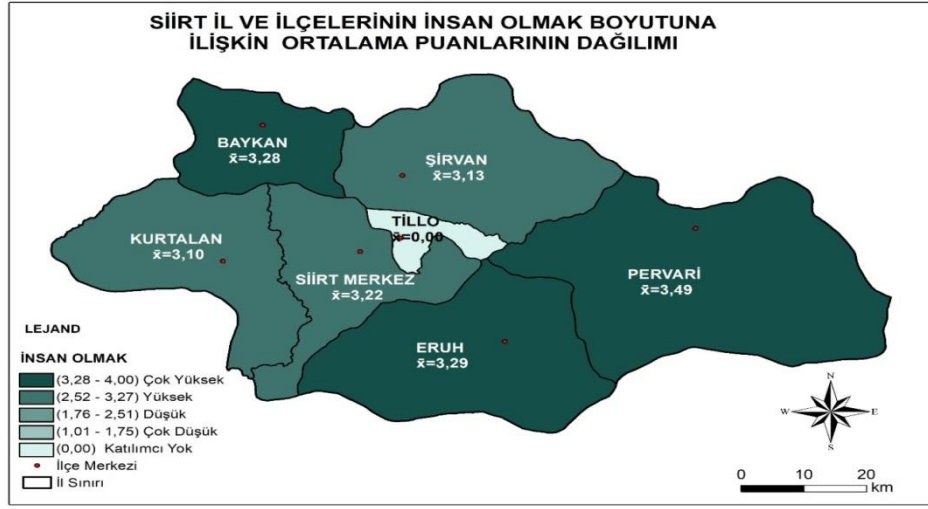 SİİRT İL VE İLÇELERİNİN İNSAN OLMAK BOYUTUNA
İLİŞKİN ORTALAMA PUANLARININ DAĞILIMI
BAYKAN
x̄=3,28
ŞİRVAN
x̄=3,13
TİLLO
x̄=0,00
KURTALAN
x̄=3,10
SİİRT MERKEZ
x̄=3,22
PERVARİ
x̄=3,49
ERUH
x̄=3,29
LEJAND
İNSAN OLMAK
(3,28 - 4,00) Çok Yüksek
(2,52 - 3,27) Yüksek
(1,76 - 2,51) Düşük
(1,01 - 1,75) Çok Düşük
(0,00) Katılımcı Yok
İlçe Merkezi
İl Sınırı
N
W E
S
0 10 20
km